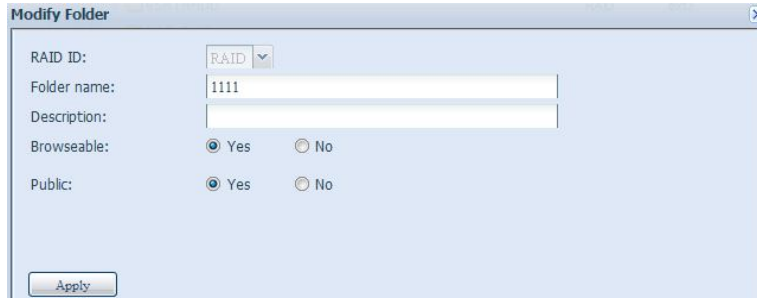 Modify Folder
RAID ID: RAID
Folder name: 1111
Description:
Browseable: Yes No
Public: Yes No
Apply